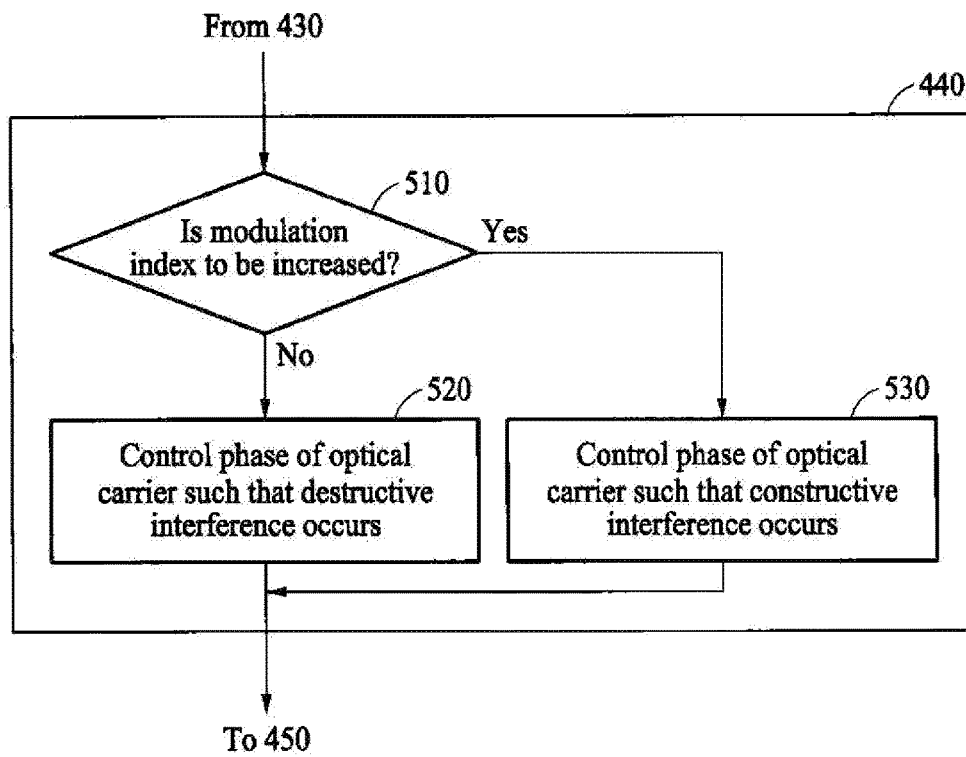 From 430
440
510
Is modulation
index to be increased?
Yes
No
520
Control phase of optical
carrier such that destructive
interference occurs
530
Control phase of optical
carrier such that constructive
interference occurs
To 450